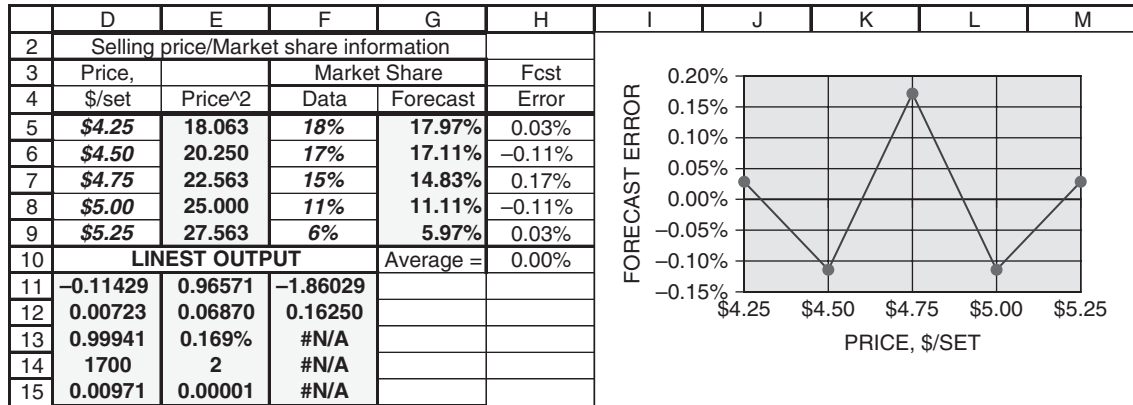 D E F G H I J K L M
2 Selling price/Market share information
3 Price, Market Share Fcst
4 $/set Price^2 Data Forecast Error
5 $4.25 18.063 18% 17.97% 0.03%
6 $4.50 20.250 17% 17.11% –0.11%
7 $4.75 22.563 15% 14.83% 0.17%
8 $5.00 25.000 11% 11.11% –0.11%
9 $5.25 27.563 6% 5.97% 0.03%
10 LINEST OUTPUT Average = 0.00%
11 –0.11429 0.96571 –1.86029
12 0.00723 0.06870 0.16250
13 0.99941 0.169% #N/A
14 1700 2 #N/A
15 0.00971 0.00001 #N/A
FORECAST ERROR
0.20%
0.15%
0.10%
0.05%
0.00%
–0.05%
–0.10%
–0.15%
$4.25 $4.50 $4.75 $5.00 $5.25
PRICE, $/SET